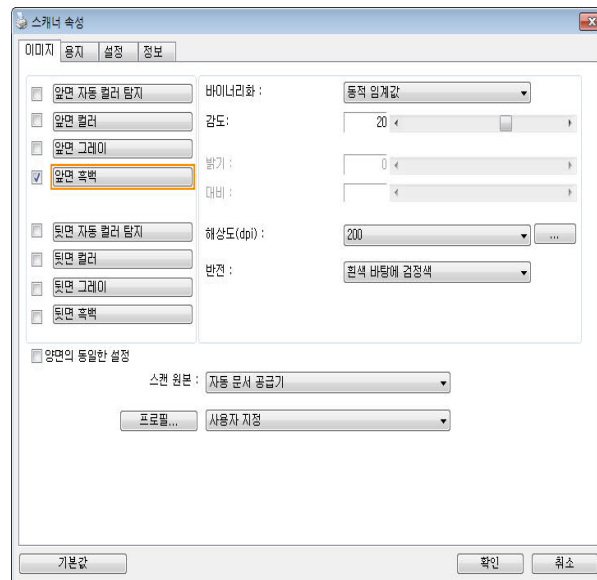 스캐너 속성
이미지 용지 설정 정보
앞면 자동 컬러 탐지
앞면 컬러
앞면 그레이
앞면 흑백
뒷면 자동 컬러 탐지
뒷면 컬러
뒷면 그레이
뒷면 흑백
바이너리화 : 동적 임계값
감도: 20
밝기 : 0
대비 :
해상도(dpi) : 200 ...
반전 : 흰색 바탕에 검정색
양면의 동일한 설정
스캔 원본 : 자동 문서 공급기
프로필... 사용자 지정
기본값 확인 취소